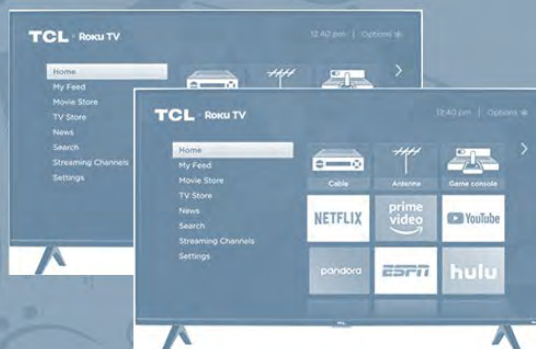 TCL · Roku TV
12:40 pm | Options
Home
My Feed
Movie Store
TV Store
News
Search
Streaming Channels
Settings
TCL · Roku TV
12:40 pm | Options
Home
My Feed
Movie Store
TV Store
News
Search
Streaming Channels
Settings
Cable
Antenna
Game console
NETFLIX
prime
video
YouTube
pandora
ESPN
hulu
TCL